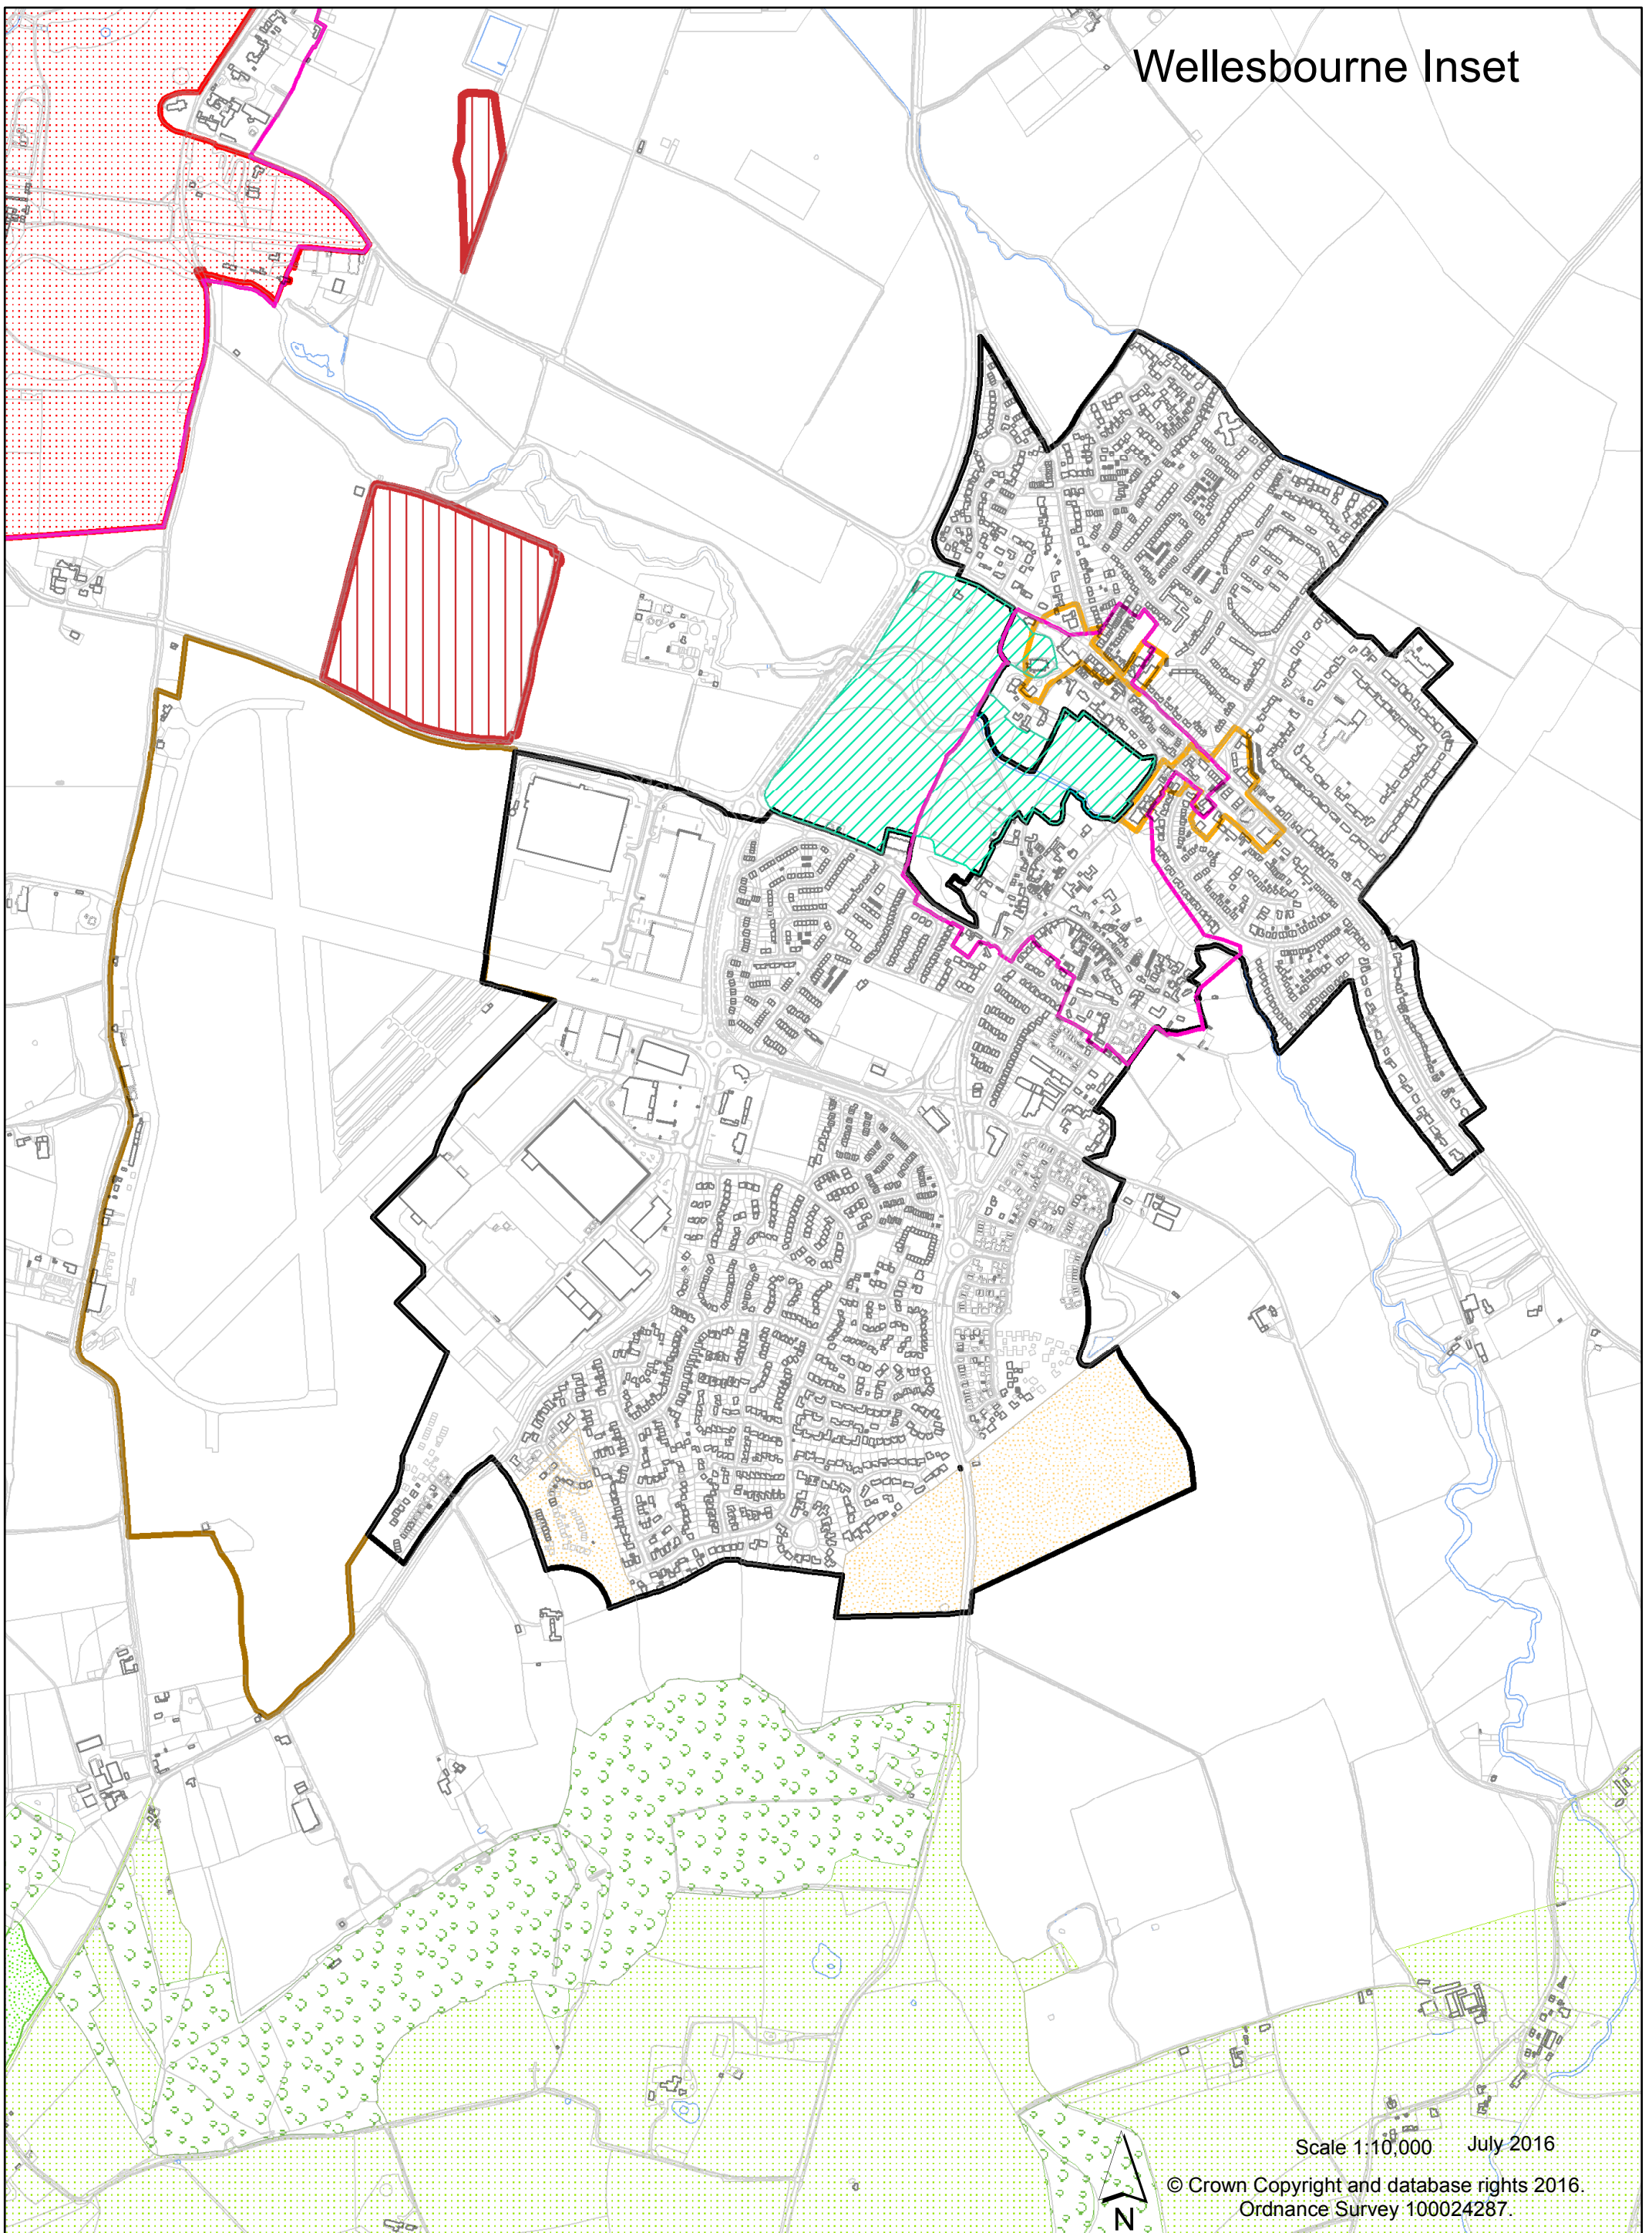 Wellesbourne Inset
Scale 1:10,000 July 2016
© Crown Copyright and database rights 2016.
Ordnance Survey 100024287.
N